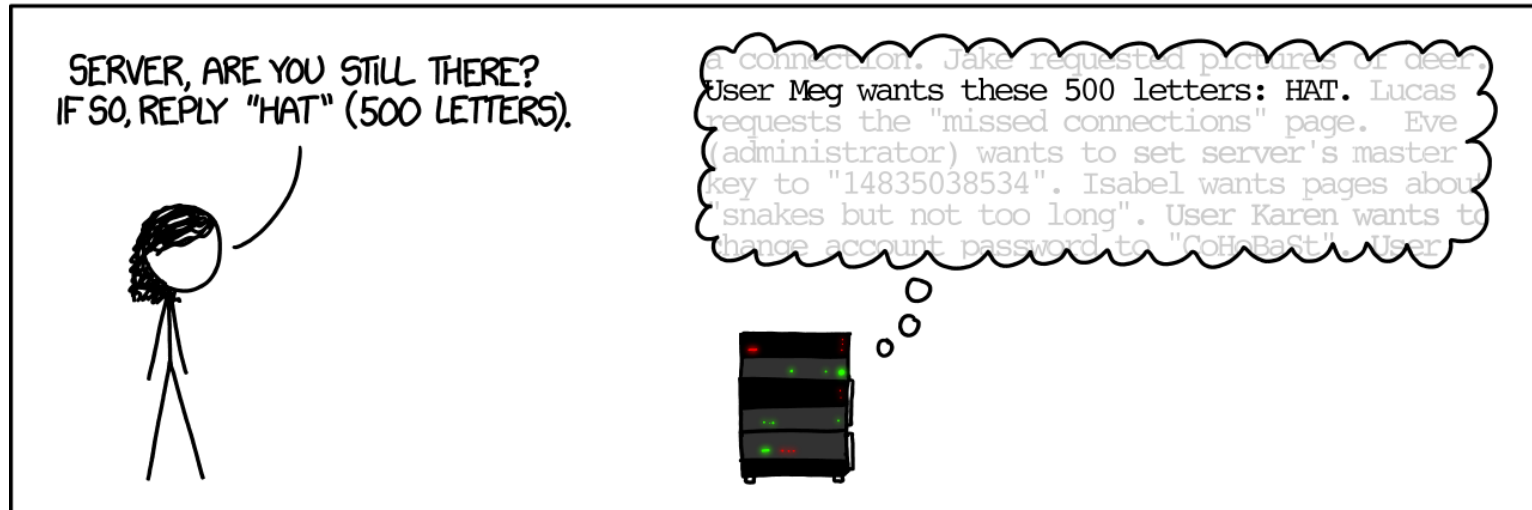 SERVER, ARE YOU STILL THERE?
IF SO, REPLY "HAT" (500 LETTERS).
a connection. Jake requested pictures of deer.
User Meg wants these 500 letters: HAT. Lucas
requests the "missed connections" page. Eve
(administrator) wants to set server's master
key to "14835038534". Isabel wants pages about
"snakes but not too long". User Karen wants to
change account password to "CoHoBaSt". User